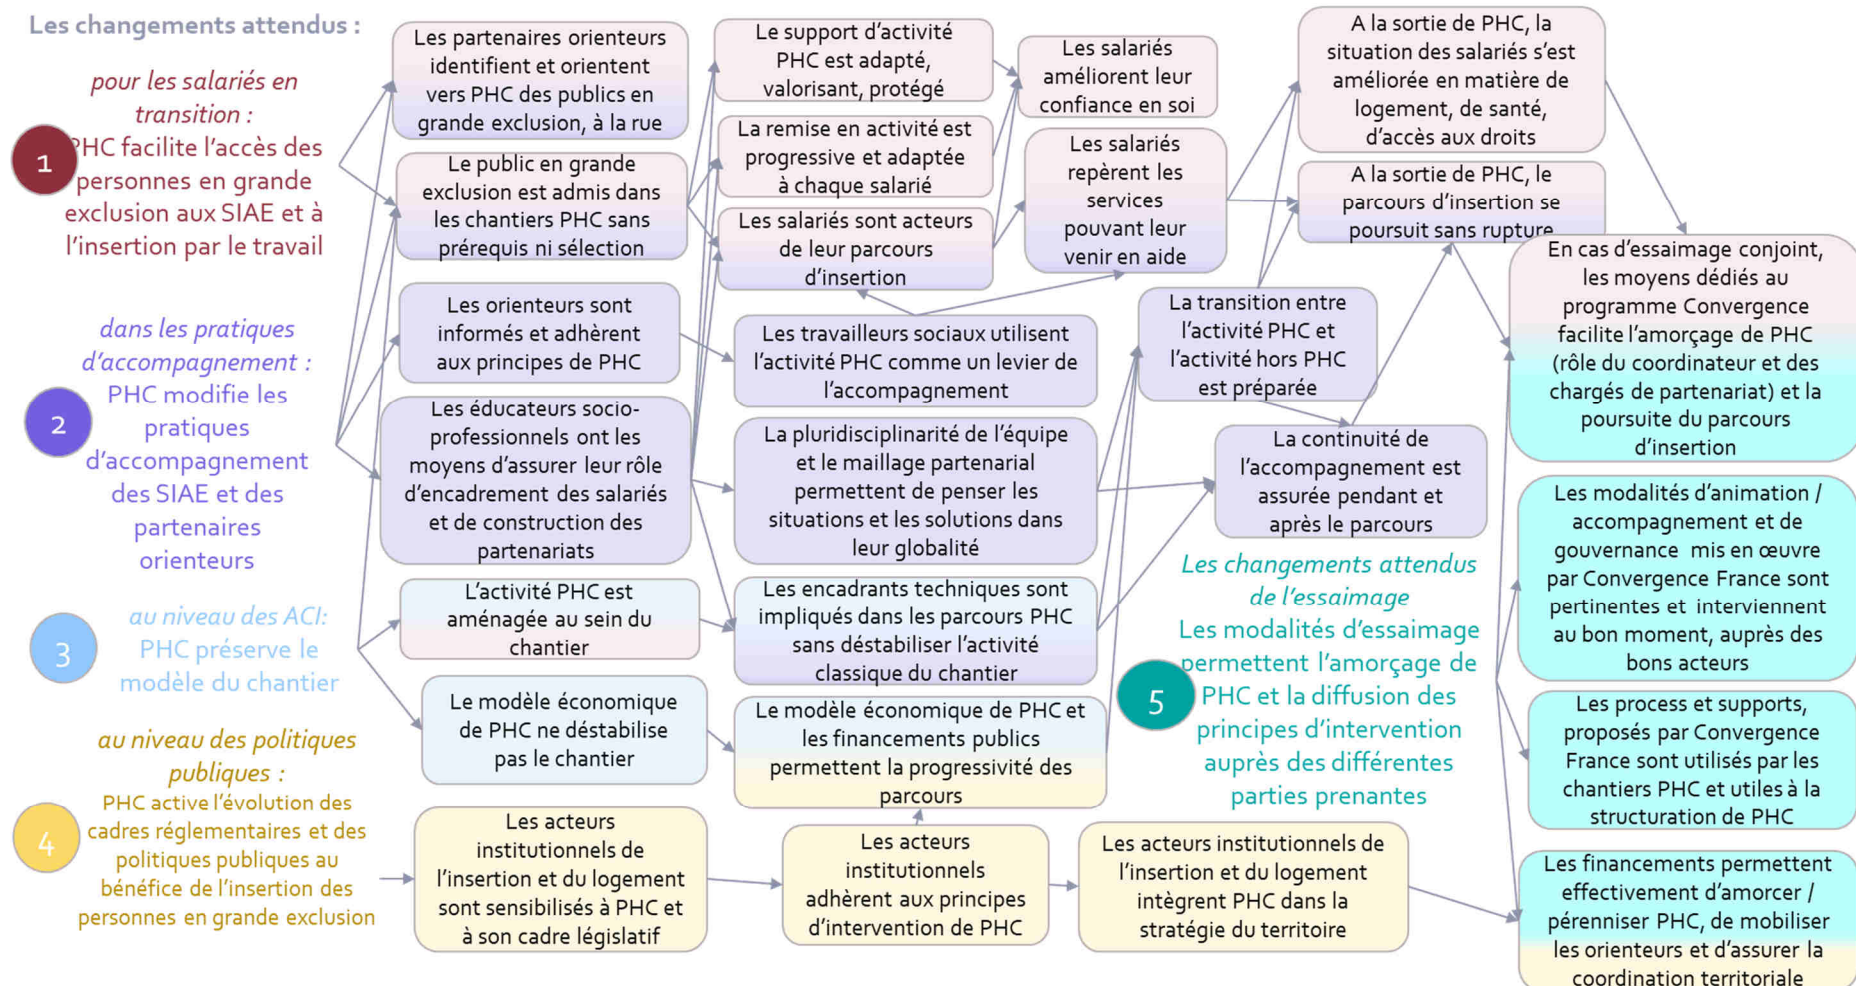 Les changements attendus :
pour les salariés en
transition :
1
PHC facilite l'accès des
personnes en grande
exclusion aux SIAE et à
l'insertion par le travail
dans les pratiques
d'accompagnement :
2
PHC modifie les
pratiques
d'accompagnement
des SIAE et des
partenaires
orienteurs
3
au niveau des ACI:
PHC préserve le
modèle du chantier
au niveau des politiques
publiques :
4
PHC active l'évolution des
cadres réglementaires et des
politiques publiques au
bénéfice de l'insertion des
personnes en grande exclusion
Les partenaires orienteurs
identifient et orientent
vers PHC des publics en
grande exclusion, à la rue
Le public en grande
exclusion est admis dans
les chantiers PHC sans
prérequis ni sélection
Les orienteurs sont
informés et adhèrent
aux principes de PHC
Les éducateurs socio-
professionnels ont les
moyens d'assurer leur rôle
d'encadrement des salariés
et de construction des
partenariats
L'activité PHC est
aménagée au sein du
chantier
Le modèle économique
de PHC ne déstabilise
pas le chantier
Les acteurs
institutionnels de
l'insertion et du logement
sont sensibilisés à PHC et
à son cadre législatif
Le support d'activité
PHC est adapté,
valorisant, protégé
La remise en activité est
progressive et adaptée
à chaque salarié
Les salariés sont acteurs
de leur parcours
d'insertion
Les travailleurs sociaux utilisent
l'activité PHC comme un levier de
l'accompagnement
La pluridisciplinarité de l'équipe
et le maillage partenarial
permettent de penser les
situations et les solutions dans
leur globalité
Les encadrants techniques sont
impliqués dans les parcours PHC
sans déstabiliser l'activité
classique du chantier
Le modèle économique de PHC et
les financements publics
permettent la progressivité des
parcours
Les acteurs
institutionnels
adhèrent aux principes
d'intervention de PHC
Les salariés
améliorent leur
confiance en soi
Les salariés
repèrent les
services
pouvant leur
venir en aide
La transition entre
l'activité PHC et
l'activité hors PHC
est préparée
La continuité de
l'accompagnement est
assurée pendant et
après le parcours
Les acteurs institutionnels de
l'insertion et du logement
intègrent PHC dans la
stratégie du territoire
A la sortie de PHC, la
situation des salariés s'est
améliorée en matière de
logement, de santé,
d'accès aux droits
A la sortie de PHC, le
parcours d'insertion se
poursuit sans rupture
Les changements attendus
de l'essaimage
5
Les modalités d'essaimage
permettent l'amorçage de
PHC et la diffusion des
principes d'intervention
auprès des différentes
parties prenantes
En cas d'essaimage conjoint,
les moyens dédiés au
programme Convergence
facilite l'amorçage de PHC
(rôle du coordinateur et des
chargés de partenariat) et la
poursuite du parcours
d'insertion
Les modalités d'animation /
accompagnement et de
gouvernance mis en œuvre
par Convergence France sont
pertinentes et interviennent
au bon moment, auprès des
bons acteurs
Les process et supports,
proposés par Convergence
France sont utilisés par les
chantiers PHC et utiles à la
structuration de PHC
Les financements permettent
effectivement d'amorcer /
pérenniser PHC, de mobiliser
les orienteurs et d'assurer la
coordination territoriale